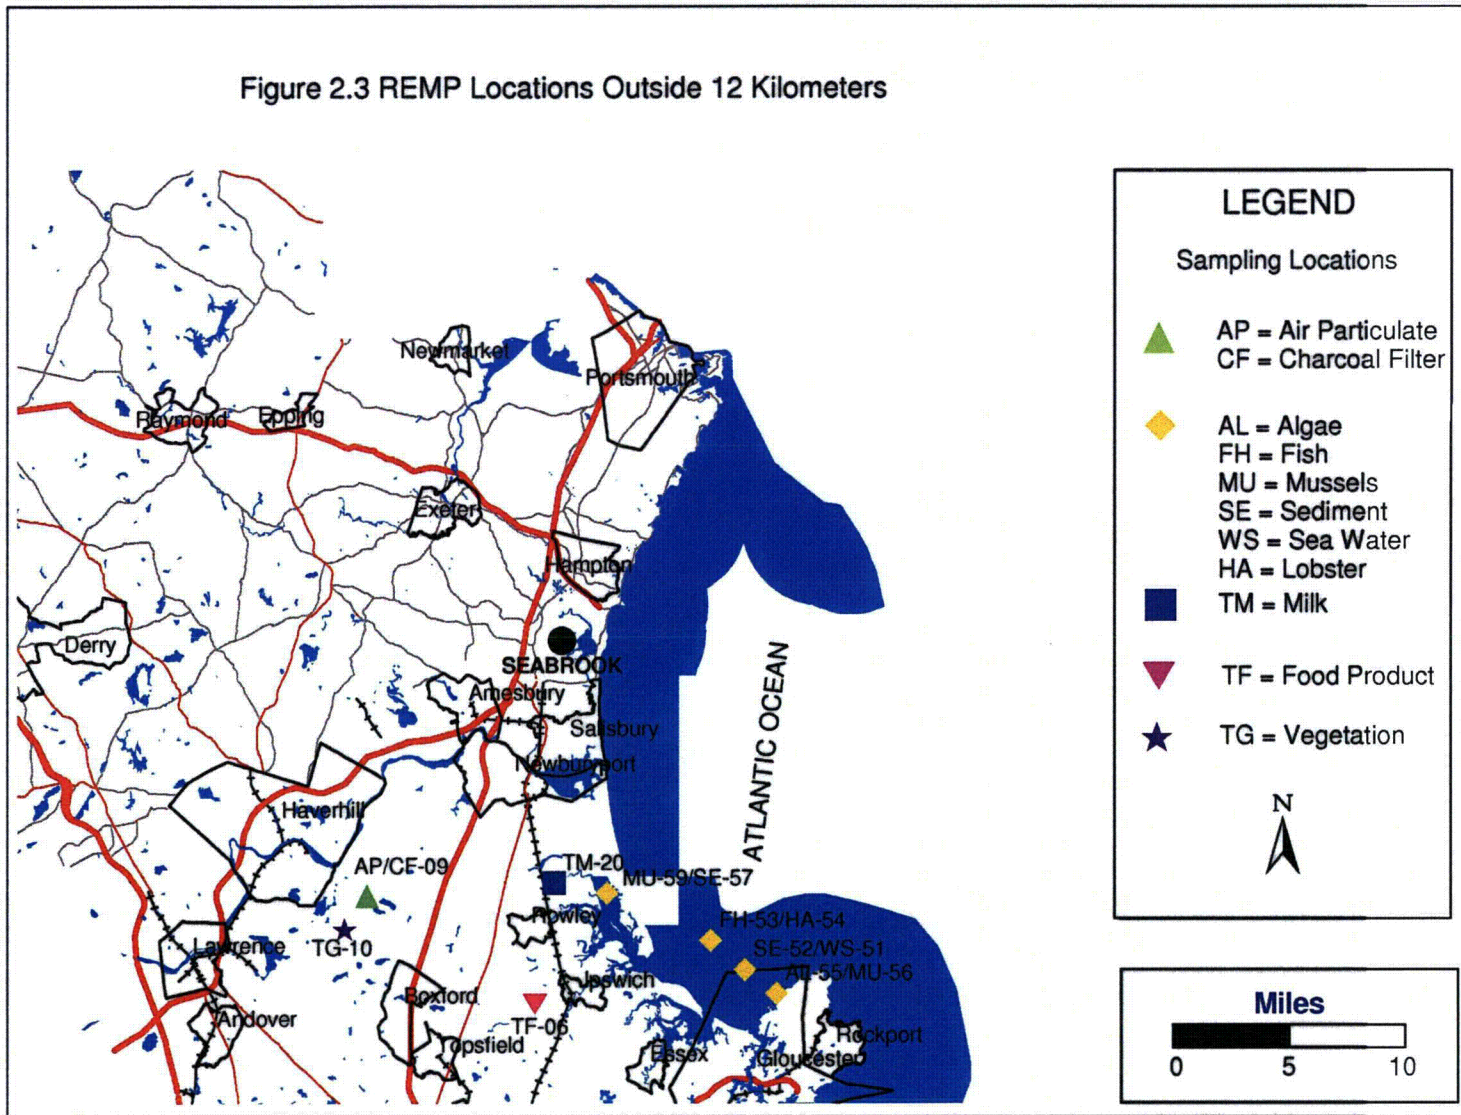 Figure 2.3 REMP Locations Outside 12 Kilometers
LEGEND
Sampling Locations
AP = Air Particulate
CF = Charcoal Filter
AL = Algae
FH = Fish
MU = Mussels
SE = Sediment
WS = Sea Water
HA = Lobster
TM = Milk
TF = Food Product
TG = Vegetation
N
Miles
0 5 10
Newmarket
Portsmouth
Raymond
Epping
Exeter
Hampton
Derry
SEABROOK
Amesbury
Salisbury
Newburyport
ATLANTIC OCEAN
Haverhill
AP/CF-09
TM-20
MU-59/SE-57
Rowley
FH-53/HA-54
Lawrence
TG-10
SE-52/WS-51
AL-55/MU-56
Ipswich
Boxford
Andover
TF-06
Topsfield
Rockport
Essex
Gloucester